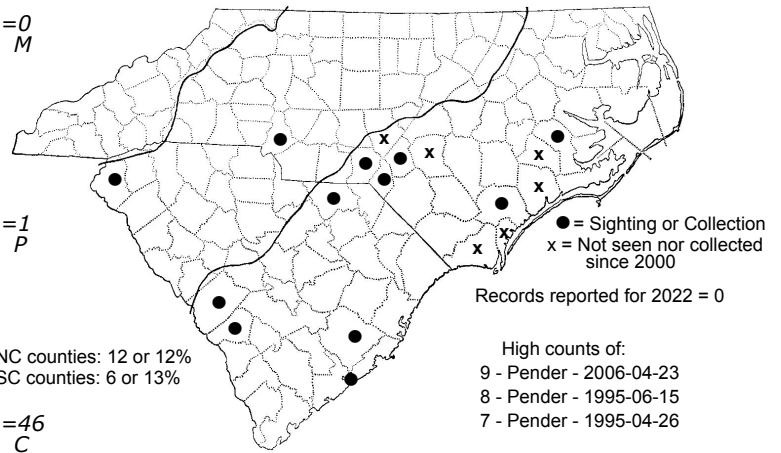 =0
M
=1
P
● = Sighting or Collection
x = Not seen nor collected
since 2000
Records reported for 2022 = 0
NC counties: 12 or 12%
SC counties: 6 or 13%
High counts of:
9 - Pender - 2006-04-23
8 - Pender - 1995-06-15
7 - Pender - 1995-04-26
=46
C